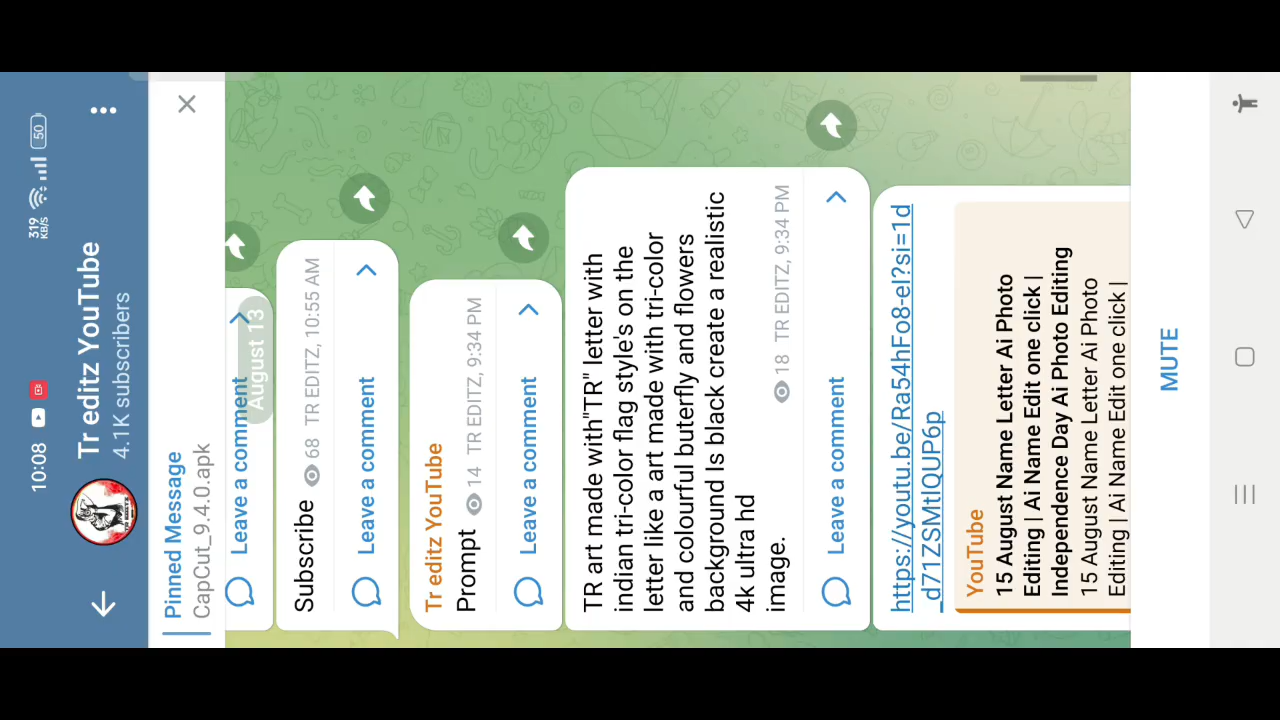 10:08
319
KB/S
50
Tr editz YouTube
4.1K subscribers
Pinned Message
CapCut_9.4.0.apk
Leave a comment
August 13
Subscribe 68 TR EDITZ, 10:55 AM
Leave a comment
Tr editz YouTube
Prompt 14 TR EDITZ, 9:34 PM
Leave a comment
TR art made with"TR" letter with
indian tri-color flag style's on the
letter like a art made with tri-color
and colourful buterfly and flowers
background Is black create a realistic
4k ultra hd
image. 18 TR EDITZ, 9:34 PM
Leave a comment
https://youtu.be/Ra54hFo8-eI?si=1d
_d71ZSMtlQUP6p
YouTube
15 August Name Letter Ai Photo
Editing | Ai Name Edit one click |
Independence Day Ai Photo Editing
15 August Name Letter Ai Photo
Editing | Ai Name Edit one click |
MUTE